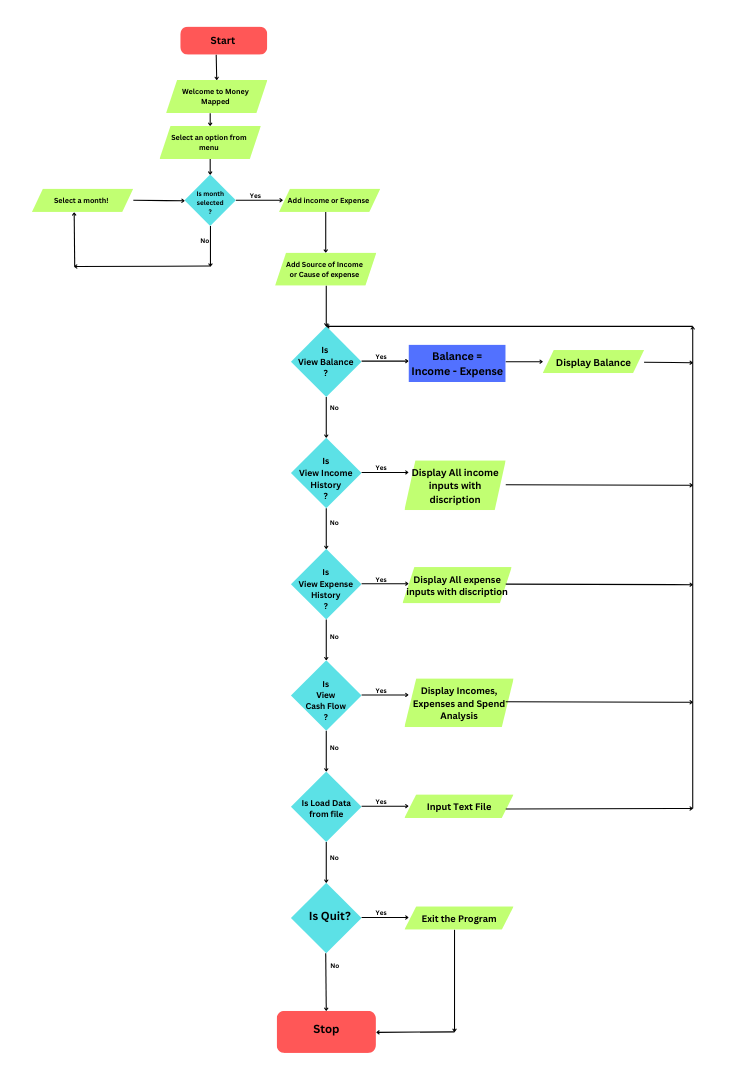 Start
Welcome to Money
Mapped
Select an option from
menu
Select a month!
Is month
selected
?
Yes
Add income or Expense
No
Add Source of Income
or Cause of expense
Is
View Balance
?
Yes
Balance =
Income - Expense
Display Balance
No
Is
View Income
History
?
Yes
Display All income
inputs with
discription
No
Is
View Expense
History
?
Yes
Display All expense
inputs with discription
No
Is
View
Cash Flow
?
Yes
Display Incomes,
Expenses and Spend
Analysis
No
Is Load Data
from file
Yes
Input Text File
No
Is Quit?
Yes
Exit the Program
No
Stop